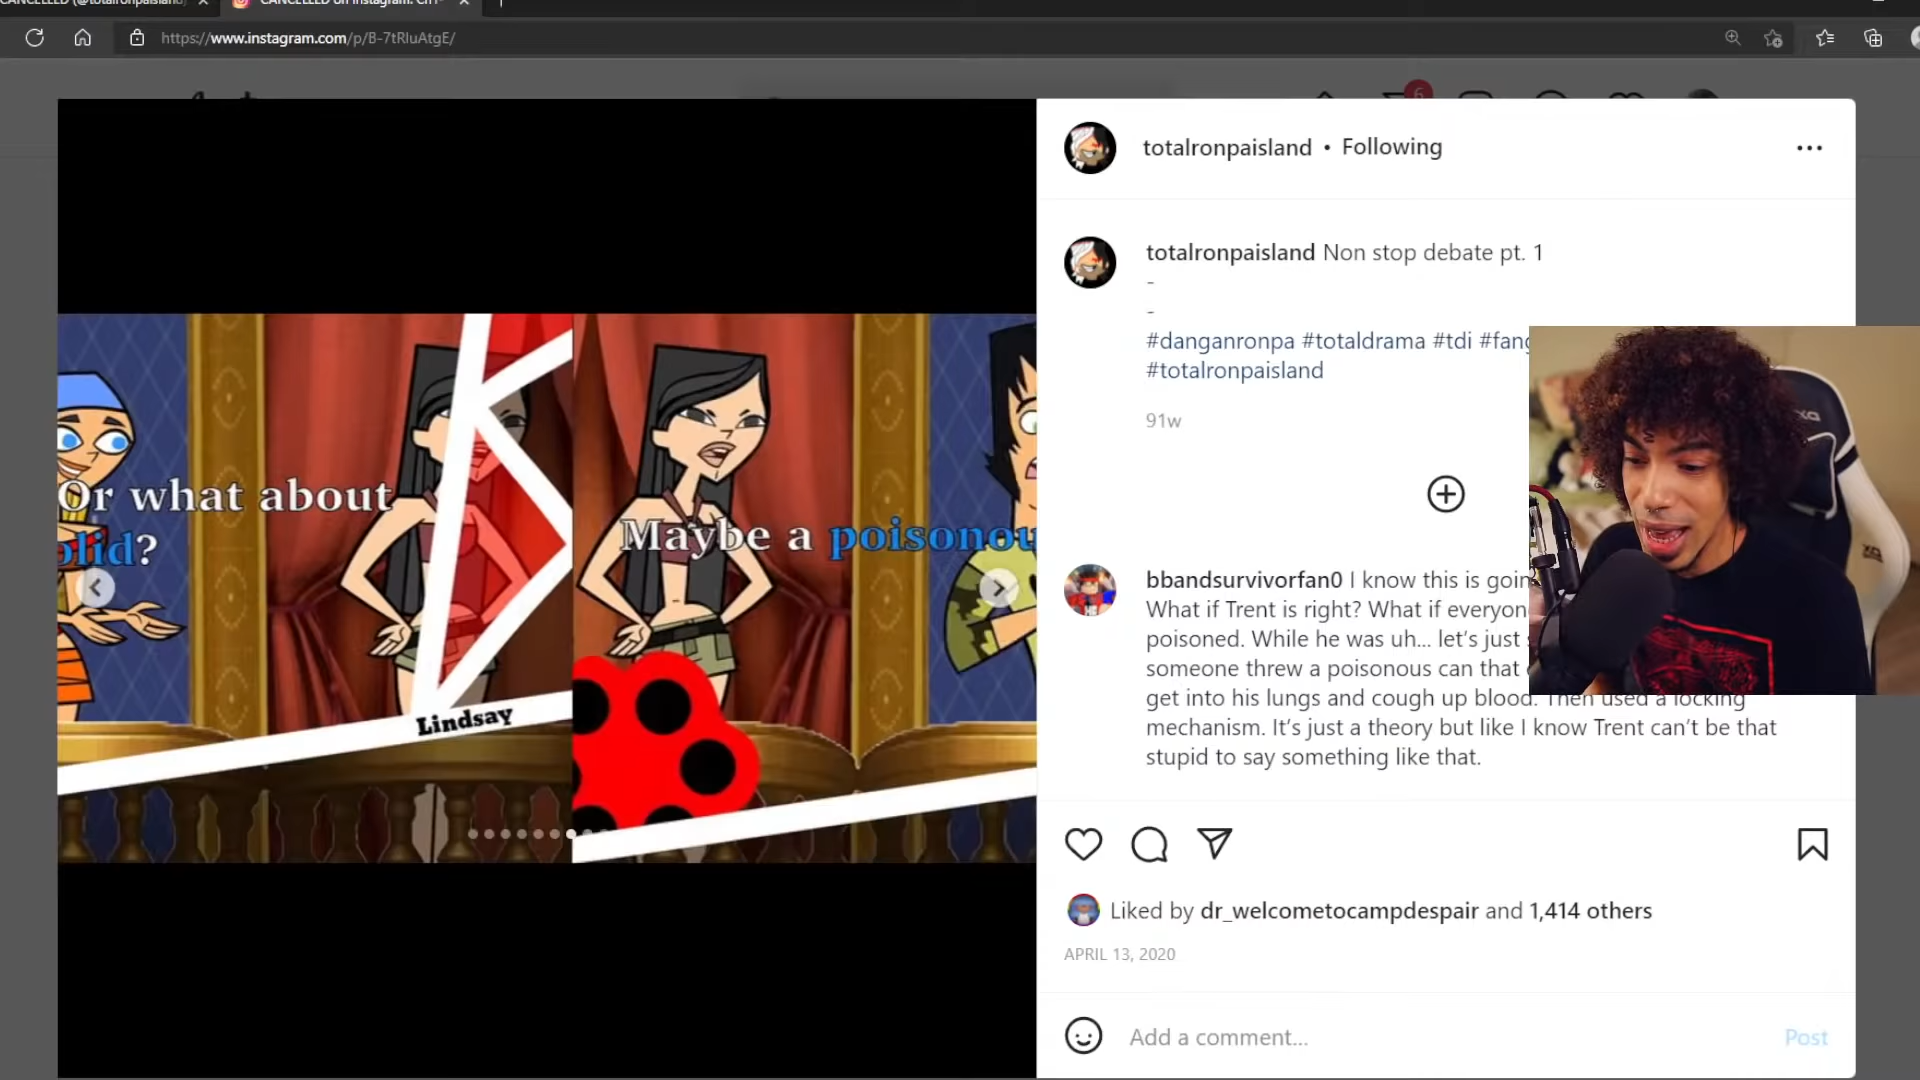 CANCELLED (@totalronpaisland)
CANCELLED on Instagram:
https://www.instagram.com/p/B-7tRIuAtgE/
6
totalronpaisland • Following
totalronpaisland Non stop debate pt. 1
-
-
#danganronpa #totaldrama #tdi #fang
#totalronpaisland
91w
bbandsurvivorfan0 I know this is goin
What if Trent is right? What if everyon
poisoned. While he was uh... let's just
someone threw a poisonous can that
get into his lungs and cough up blood. Then used a locking
mechanism. It's just a theory but like I know Trent can't be that
stupid to say something like that.
Liked by dr_welcometocampdespair and 1,414 others
APRIL 13, 2020
Add a comment...
Post
Or what about
olid?
Lindsay
Maybe a poisonou